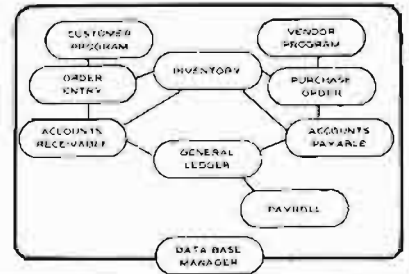 CUSTOMER
PROGRAM
VENDOR
PROGRAM
ORDER
ENTRY
INVENTORY
PURCHASE
ORDER
ACCOUNTS
RECEIVABLE
GENERAL
LEDGER
ACCOUNTS
PAYABLE
PAYROLL
DATA BASE
MANAGER